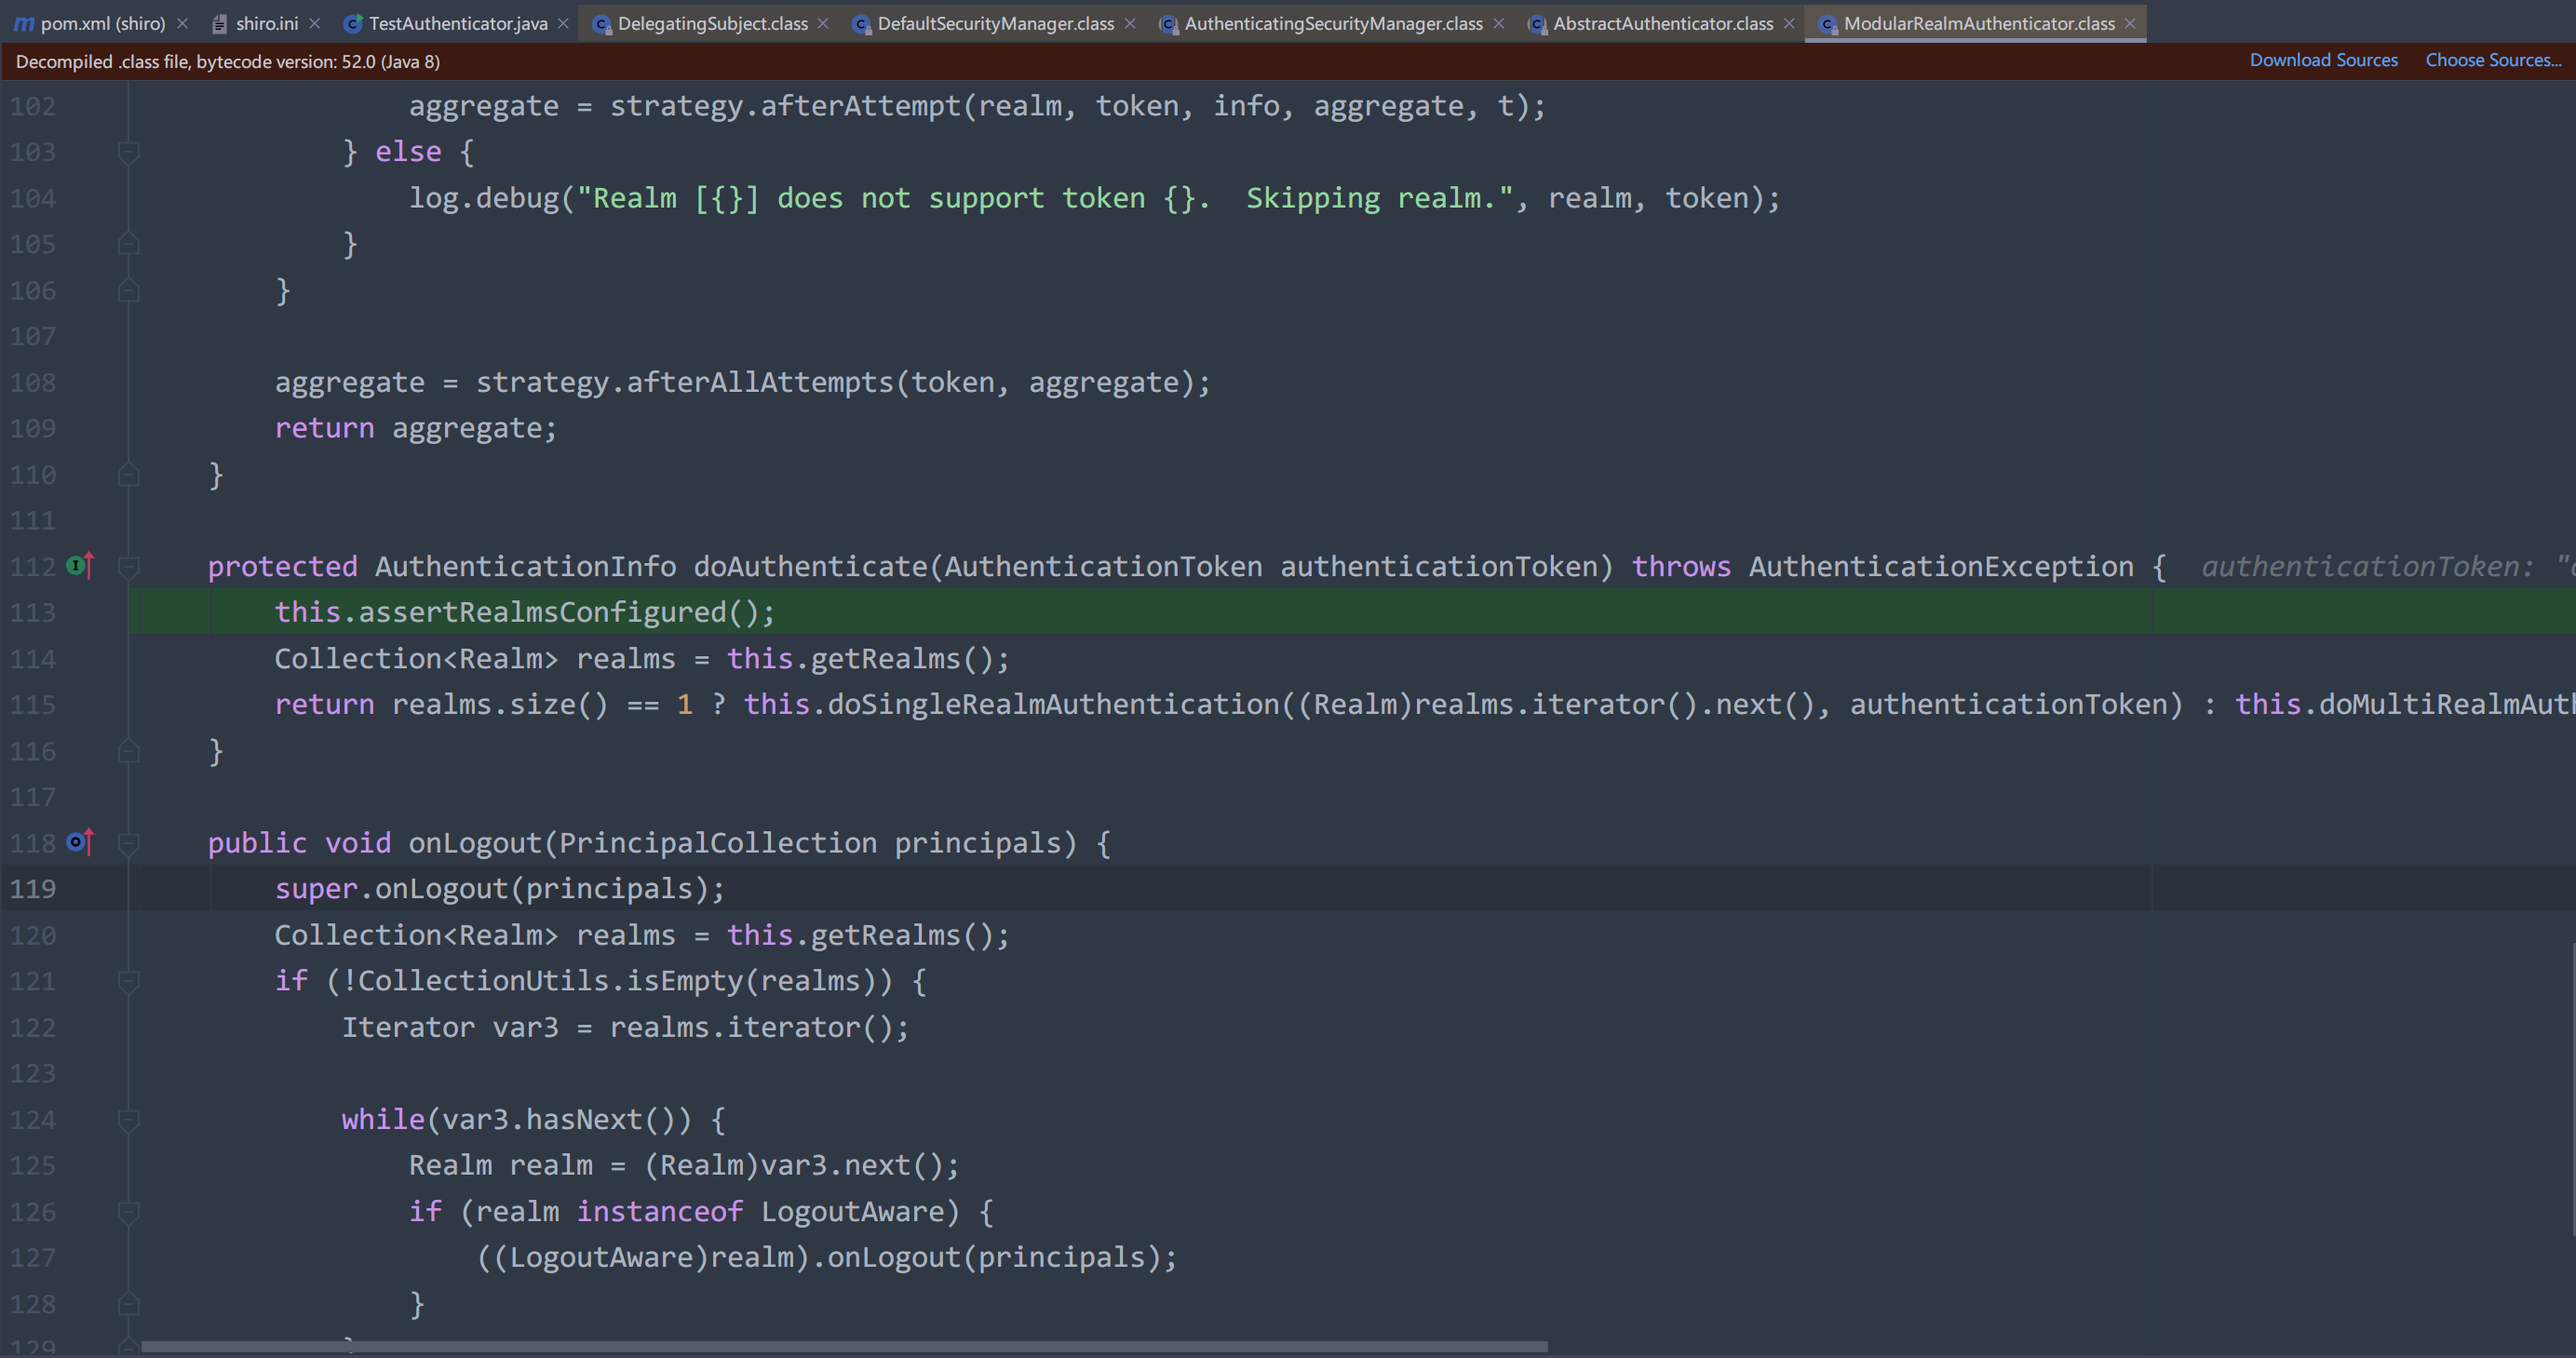 pom.xml (shiro) shiro.ini TestAuthenticator.java DelegatingSubject.class DefaultSecurityManager.class AuthenticatingSecurityManager.class AbstractAuthenticator.class ModularRealmAuthenticator.class
Decompiled .class file, bytecode version: 52.0 (Java 8) Download Sources Choose Sources...
102 aggregate = strategy.afterAttempt(realm, token, info, aggregate, t);
103 } else {
104 log.debug("Realm [{}] does not support token {}.  Skipping realm.", realm, token);
105 }
106 }
107
108 aggregate = strategy.afterAllAttempts(token, aggregate);
109 return aggregate;
110 }
111
112 protected AuthenticationInfo doAuthenticate(AuthenticationToken authenticationToken) throws AuthenticationException { authenticationToken: "
113 this.assertRealmsConfigured();
114 Collection<Realm> realms = this.getRealms();
115 return realms.size() == 1 ? this.doSingleRealmAuthentication((Realm)realms.iterator().next(), authenticationToken) : this.doMultiRealmAut
116 }
117
118 public void onLogout(PrincipalCollection principals) {
119 super.onLogout(principals);
120 Collection<Realm> realms = this.getRealms();
121 if (!CollectionUtils.isEmpty(realms)) {
122 Iterator var3 = realms.iterator();
123
124 while(var3.hasNext()) {
125 Realm realm = (Realm)var3.next();
126 if (realm instanceof LogoutAware) {
127 ((LogoutAware)realm).onLogout(principals);
128 }
129